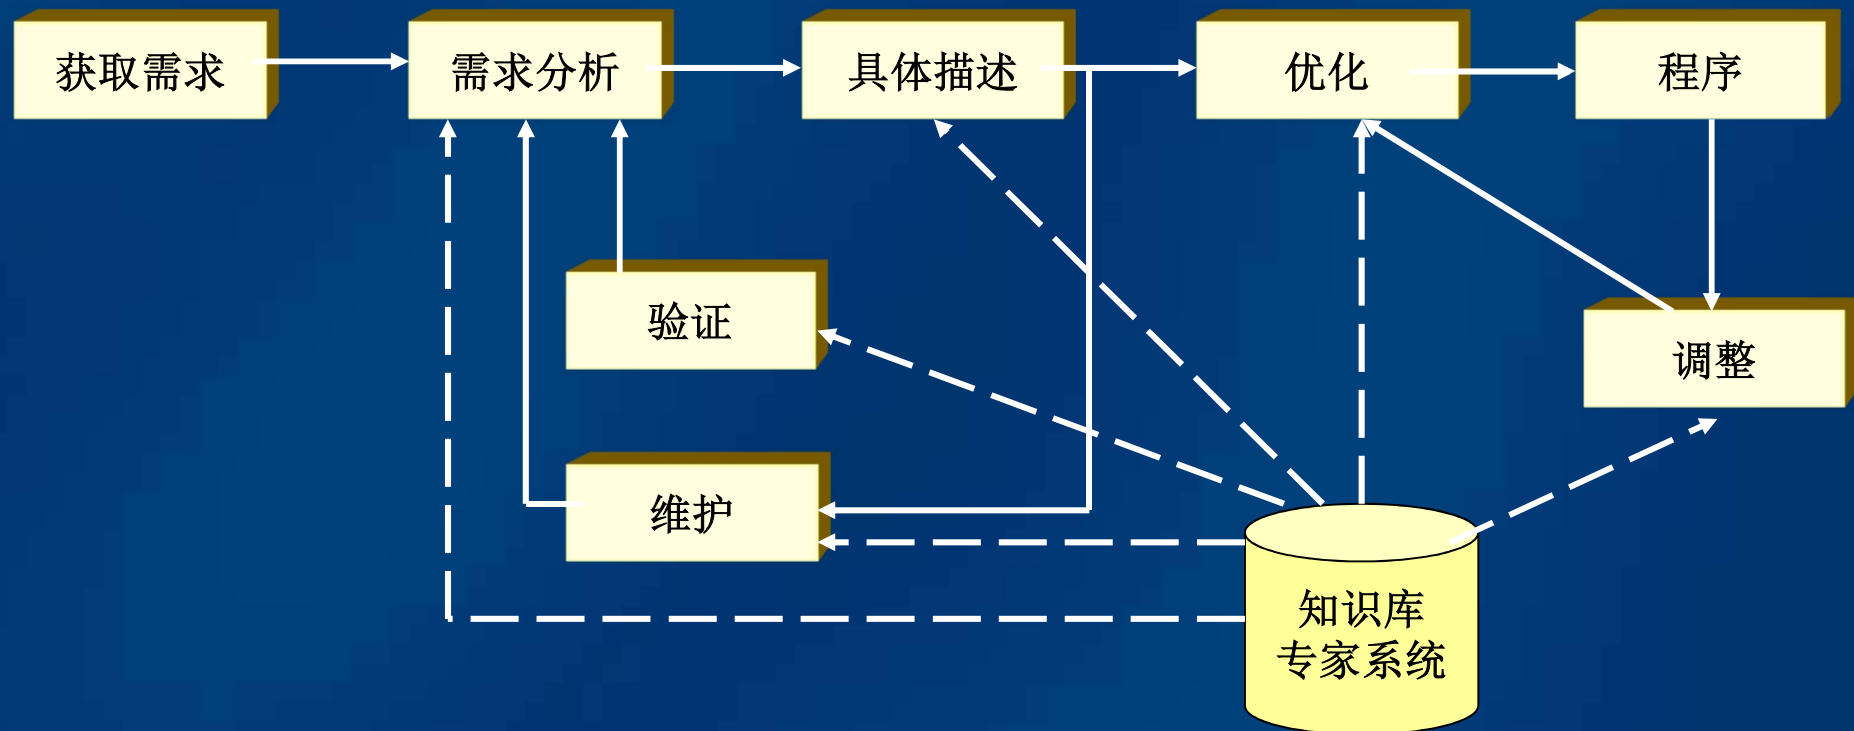 获取需求
需求分析
具体描述
优化
程序
验证
调整
维护
知识库
专家系统